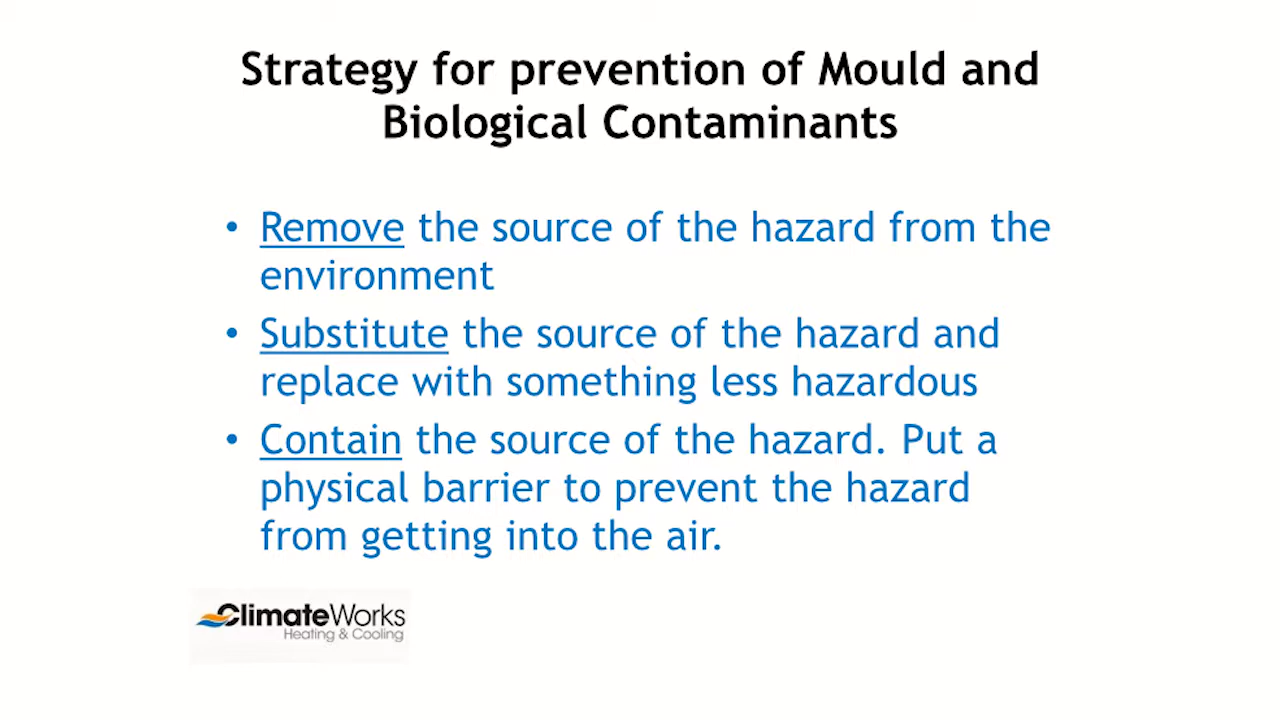 Strategy for prevention of Mould and
Biological Contaminants
• Remove the source of the hazard from the
environment
• Substitute the source of the hazard and
replace with something less hazardous
• Contain the source of the hazard. Put a
physical barrier to prevent the hazard
from getting into the air.
ClimateWorks
Heating & Cooling